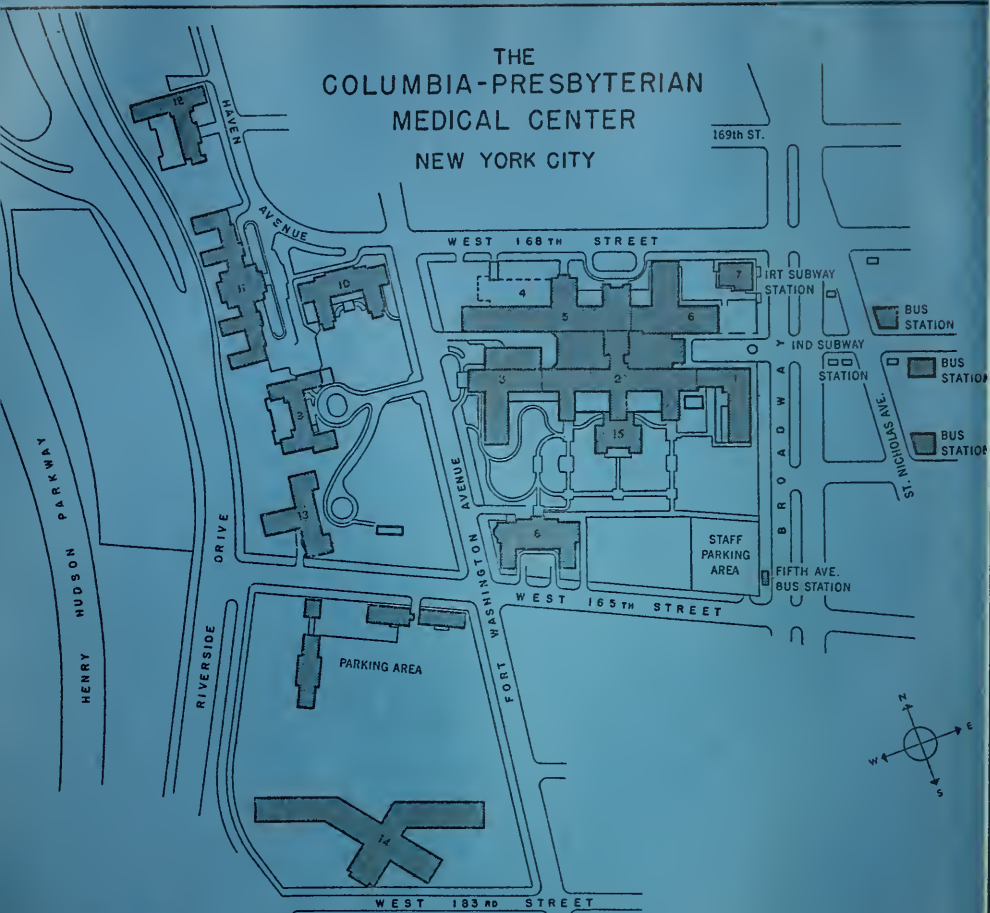 THE
COLUMBIA-PRESBYTERIAN
MEDICAL CENTER
NEW YORK CITY
169th ST.
HAVEN
AVENUE
WEST 168TH STREET
12
11
10
4
5
6
7
IRT SUBWAY
STATION
BUS
STATION
IND SUBWAY
STATION
BUS
STATION
BUS
STATION
ST. NICHOLAS AVE.
BROADWAY
3
2
1
15
13
6
STAFF
PARKING
AREA
FIFTH AVE.
BUS STATION
WEST 165TH STREET
FORT WASHINGTON AVENUE
HENRY HUDSON PARKWAY
RIVERSIDE DRIVE
PARKING AREA
14
WEST 183RD STREET
N
E
W
S